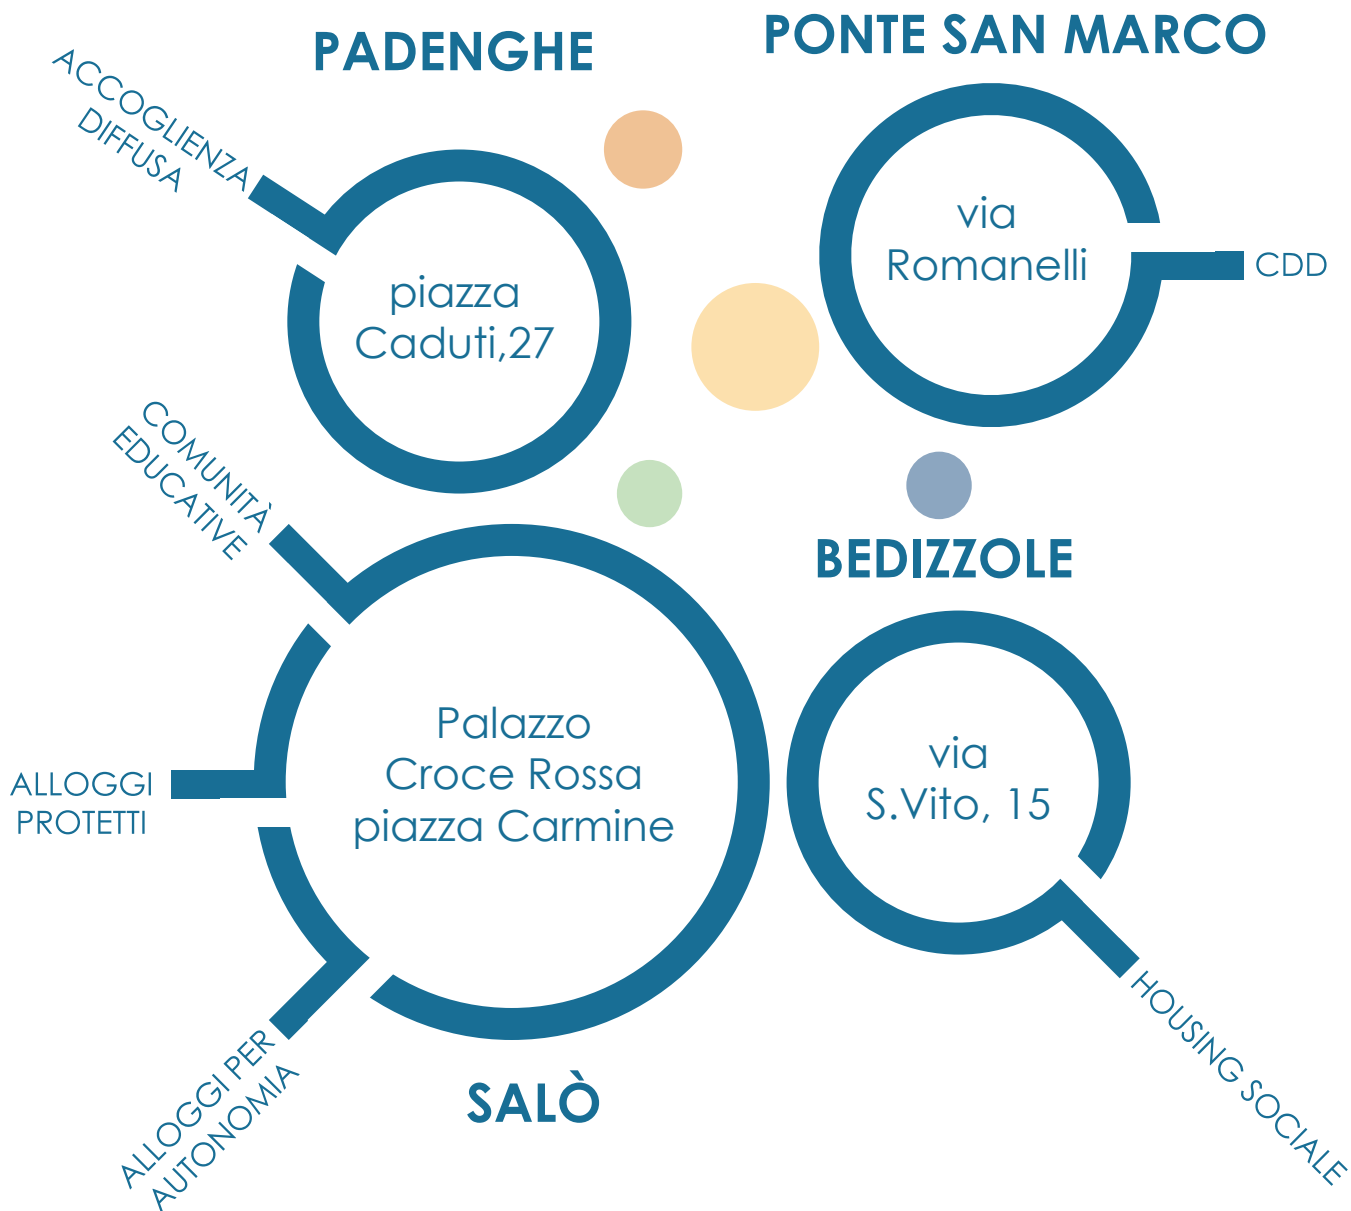 PADENGHE
ACCOGLIENZA
DIFFUSA
piazza
Caduti,27
PONTE SAN MARCO
via
Romanelli
CDD
COMUNITÀ
EDUCATIVE
ALLOGGI
PROTETTI
ALLOGGI PER
AUTONOMIA
Palazzo
Croce Rossa
piazza Carmine
SALÒ
BEDIZZOLE
via
S.Vito, 15
HOUSING SOCIALE